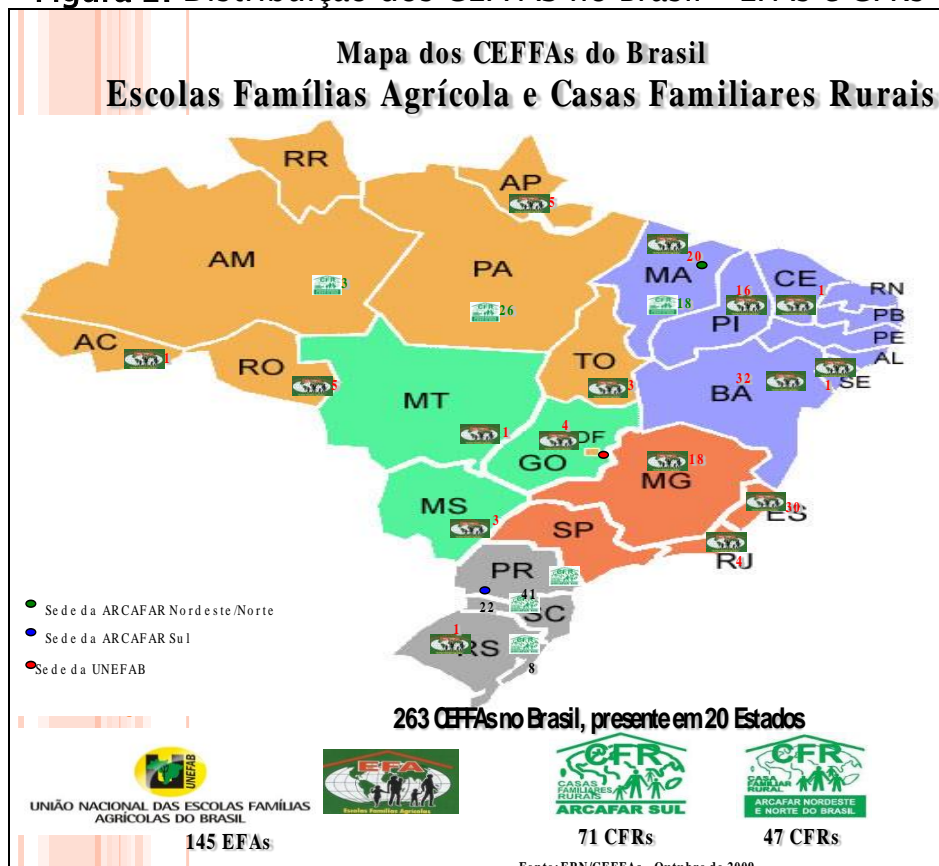 Mapa dos CEFFAs do Brasil
Escolas Famílias Agrícola e Casas Familiares Rurais
RR
AP
5
AM
3
PA
26
MA
20
18
PI
16
CE
1
RN
PB
PE
AL
SE
1
BA
32
AC
1
RO
5
TO
3
MT
1
GO
4
DF
MG
18
ES
30
MS
3
SP
RJ
4
PR
41
22
SC
RS
1
8
Sede da ARCAFAR Nordeste/Norte
Sede da ARCAFAR Sul
Sede da UNEFAB
263 CEFFAs no Brasil, presente em 20 Estados
UNEFAB
UNIÃO NACIONAL DAS ESCOLAS FAMÍLIAS
AGRÍCOLAS DO BRASIL
145 EFAs
EFA
Escolas Famílias Agrícolas
CFR
CASAS
FAMILIARES
RURAIS
ARCAFAR SUL
71 CFRs
CFR
CASA
FAMILIAR
RURAL
ARCAFAR NORDESTE
E NORTE DO BRASIL
47 CFRs